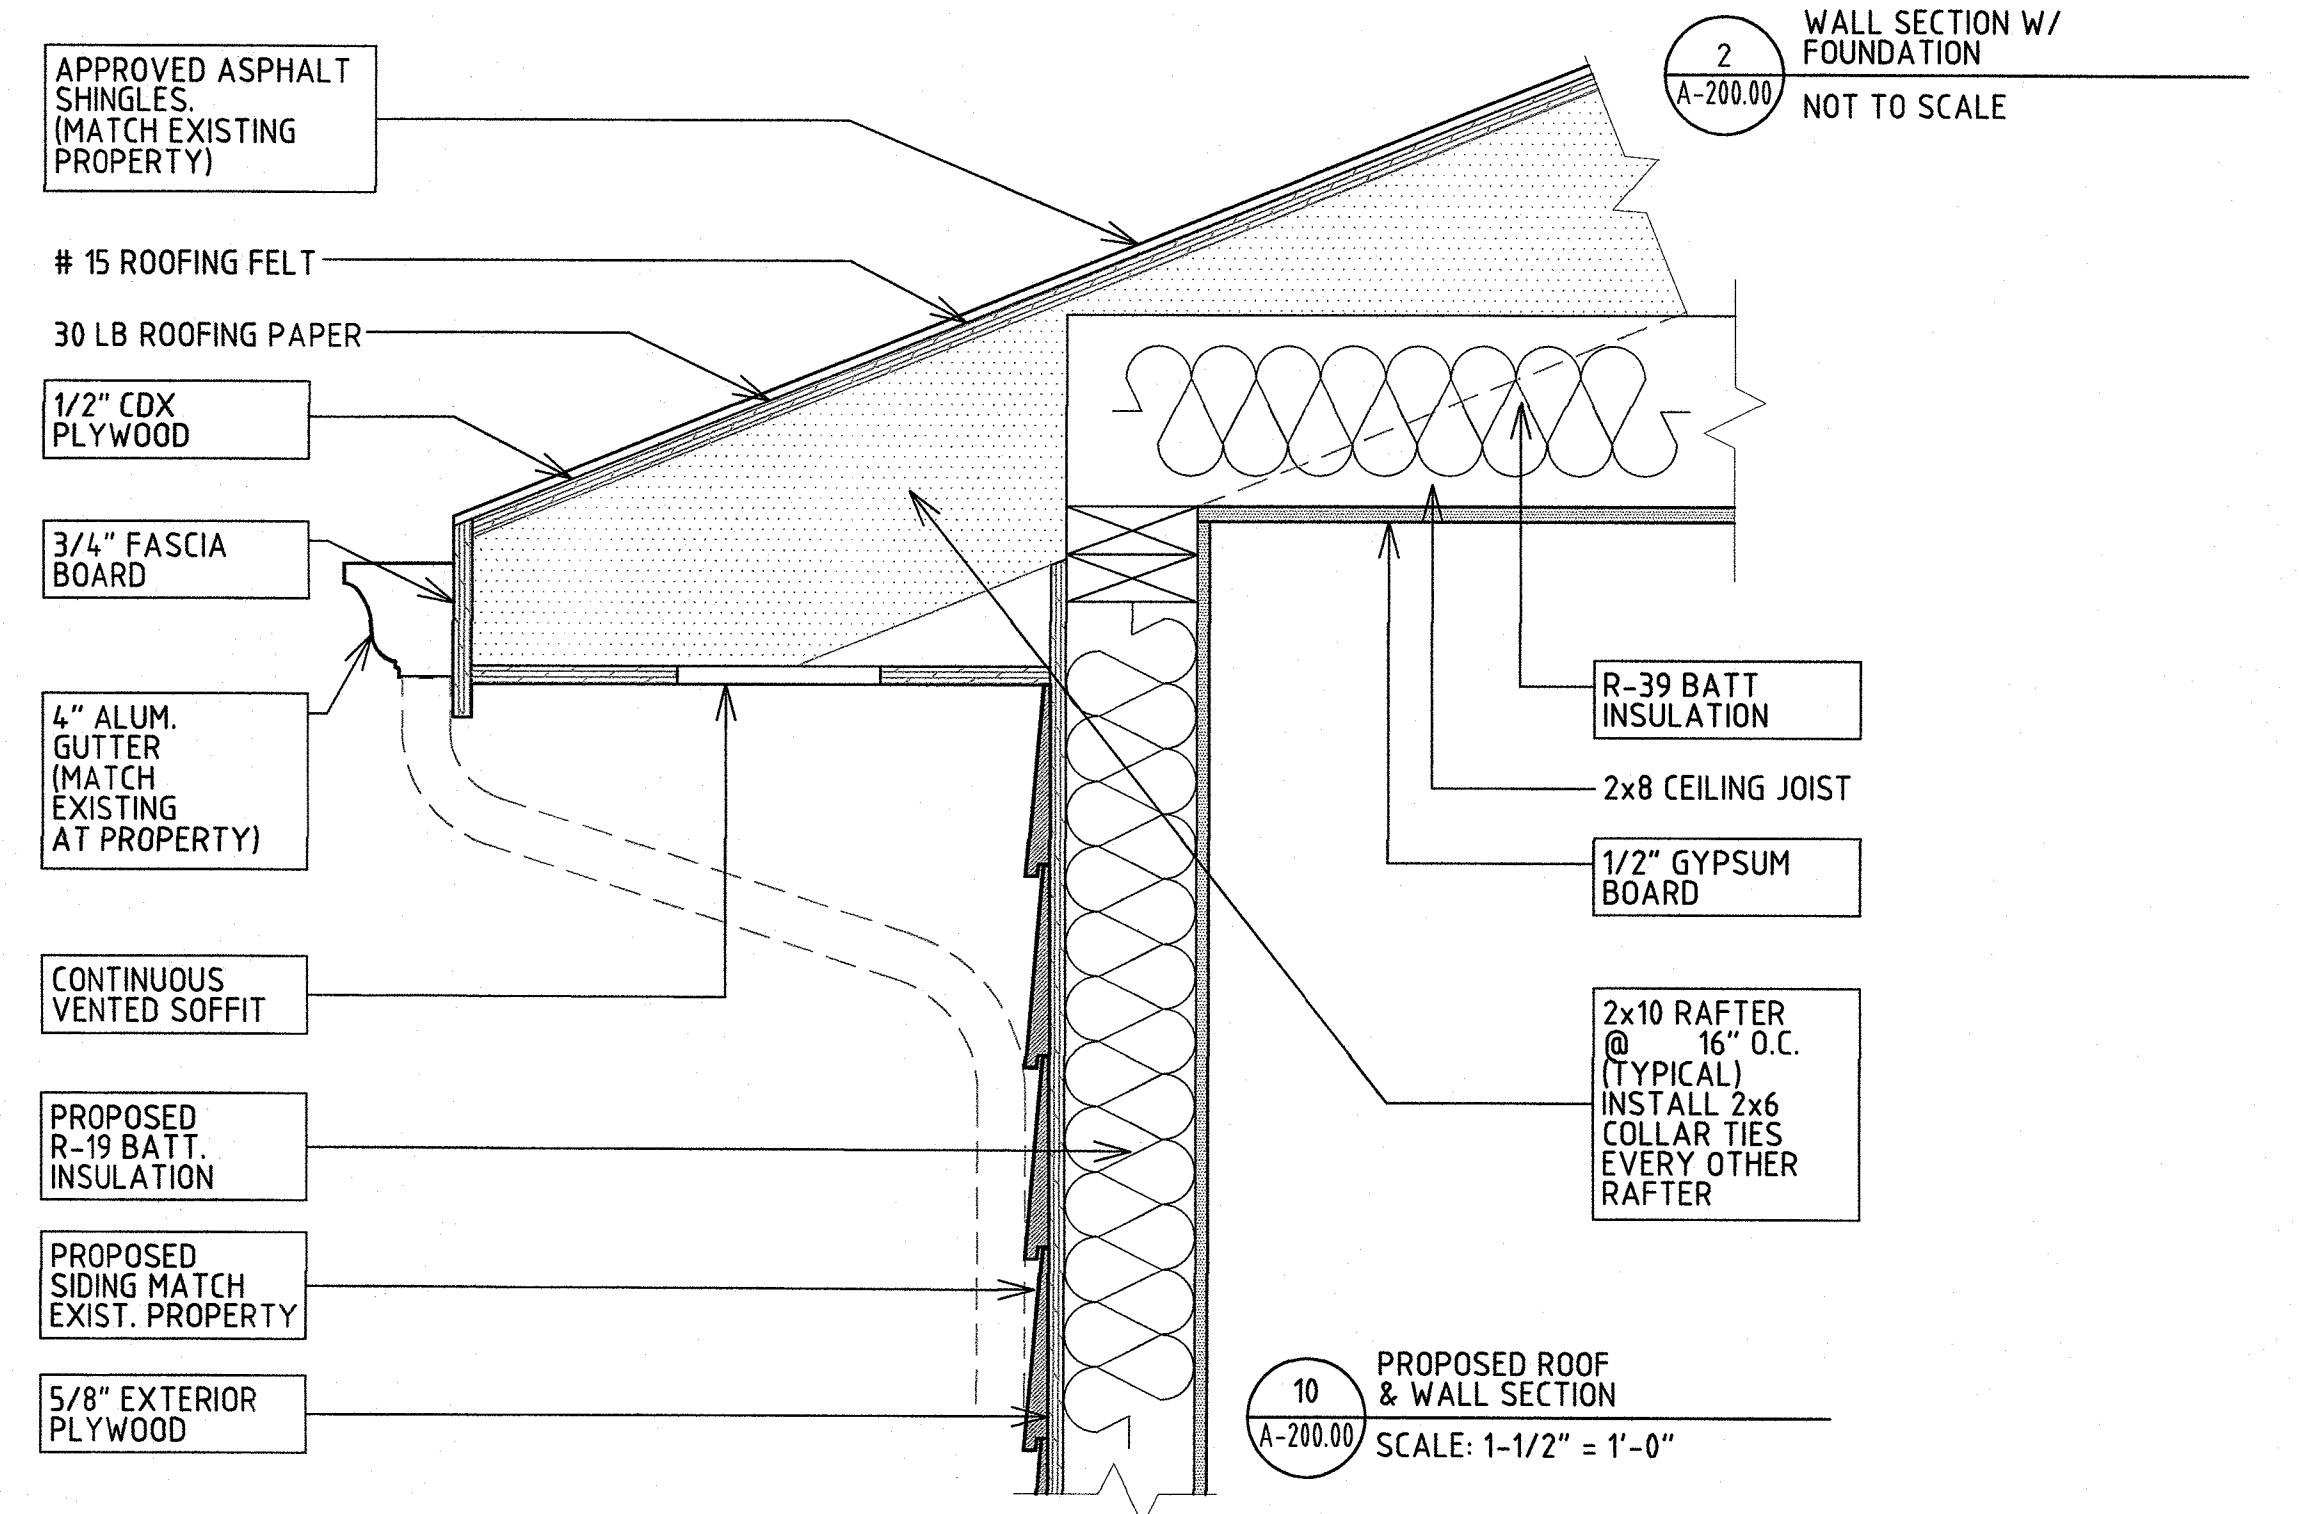 APPROVED ASPHALT
SHINGLES.
(MATCH EXISTING
PROPERTY)
# 15 ROOFING FELT
30 LB ROOFING PAPER
1/2" CDX
PLYWOOD
3/4" FASCIA
BOARD
4" ALUM.
GUTTER
(MATCH
EXISTING
AT PROPERTY)
CONTINUOUS
VENTED SOFFIT
PROPOSED
R-19 BATT.
INSULATION
PROPOSED
SIDING MATCH
EXIST. PROPERTY
5/8" EXTERIOR
PLYWOOD
2
A-200.00
WALL SECTION W/
FOUNDATION
NOT TO SCALE
R-39 BATT
INSULATION
2x8 CEILING JOIST
1/2" GYPSUM
BOARD
2x10 RAFTER
@ 16" O.C.
(TYPICAL)
INSTALL 2x6
COLLAR TIES
EVERY OTHER
RAFTER
10
A-200.00
PROPOSED ROOF
& WALL SECTION
SCALE: 1-1/2" = 1'-0"